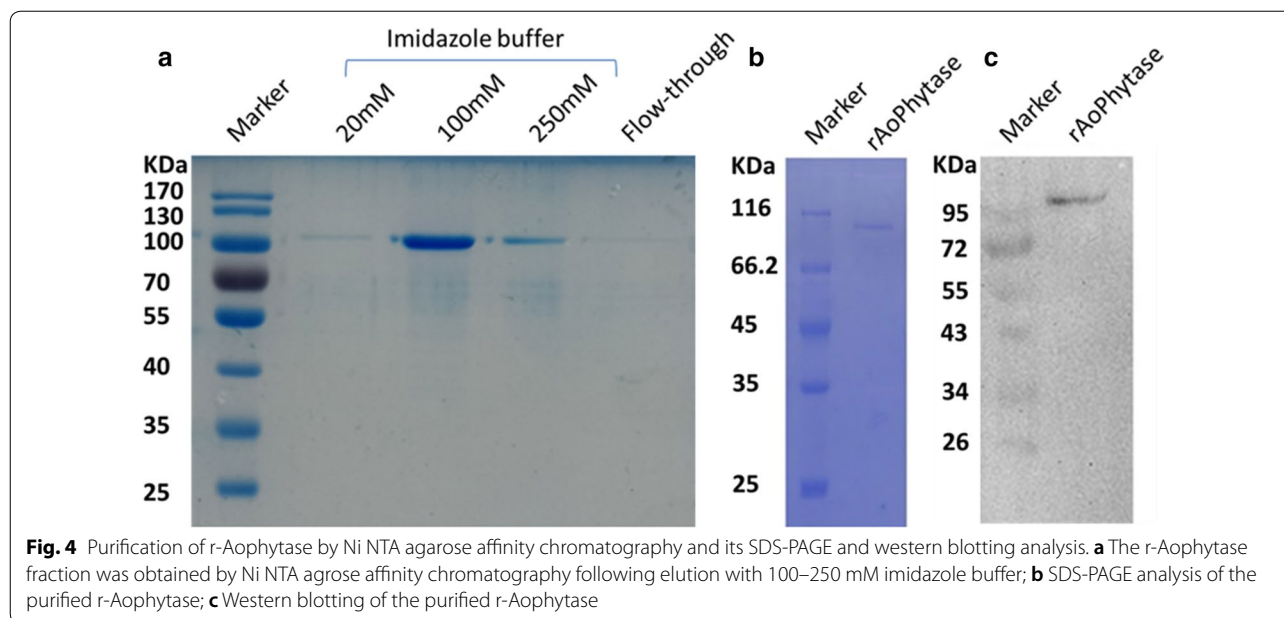 a
Imidazole buffer
Marker
20mM
100mM
250mM
Flow-through
KDa
170
130
100
70
55
40
35
25
b
Marker
rAoPhytase
KDa
116
66.2
45
35
25
c
Marker
rAoPhytase
KDa
95
72
55
43
34
26
Fig. 4 Purification of r-Aophytase by Ni NTA agarose affinity chromatography and its SDS-PAGE and western blotting analysis. a The r-Aophytase
fraction was obtained by Ni NTA agrose affinity chromatography following elution with 100–250 mM imidazole buffer; b SDS-PAGE analysis of the
purified r-Aophytase; c Western blotting of the purified r-Aophytase